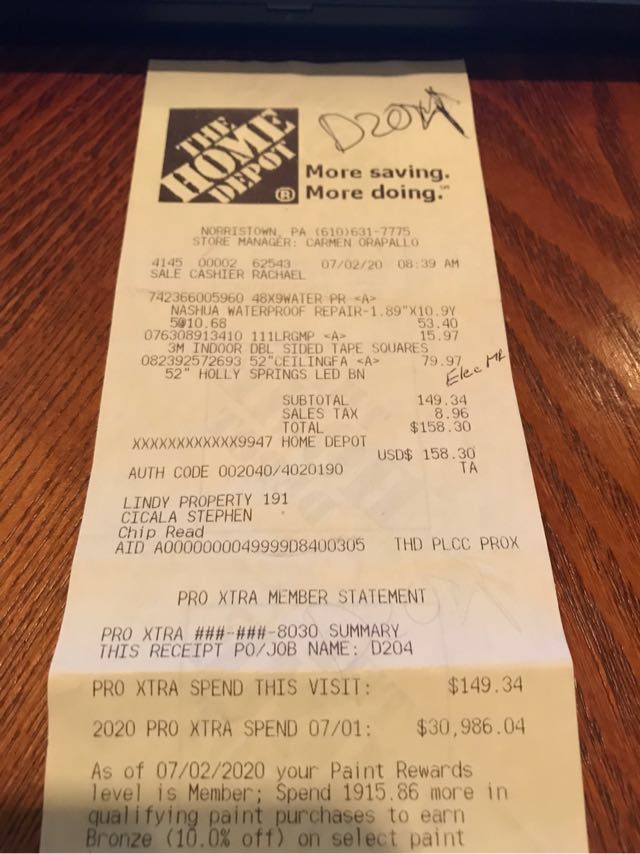 THE
HOME
DEPOT
®
More saving.
More doing.℠
NORRISTOWN, PA (610)631-7775
STORE MANAGER: CARMEN ORAPALLO
4145 00002 62543 07/02/20 08:39 AM
SALE CASHIER RACHAEL
742366005960 48X9WATER PR <A>
NASHUA WATERPROOF REPAIR-1.89"X10.9Y
5@10.68 53.40
076308913410 111LRGMP <A> 15.97
3M INDOOR DBL SIDED TAPE SQUARES
082392572693 52"CEILINGFA <A> 79.97
52" HOLLY SPRINGS LED BN
Elec
SUBTOTAL 149.34
SALES TAX 8.96
TOTAL $158.30
XXXXXXXXXXXX9947 HOME DEPOT
USD$ 158.30
AUTH CODE 002040/4020190 TA
LINDY PROPERTY 191
CICALA STEPHEN
Chip Read
AID A0000000049999D8400305 THD PLCC PROX
PRO XTRA MEMBER STATEMENT
PRO XTRA ###-###-8030 SUMMARY
THIS RECEIPT PO/JOB NAME: D204
PRO XTRA SPEND THIS VISIT: $149.34
2020 PRO XTRA SPEND 07/01: $30,986.04
As of 07/02/2020 your Paint Rewards
level is Member; Spend 1915.86 more in
qualifying paint purchases to earn
Bronze (10.0% off) on select paint